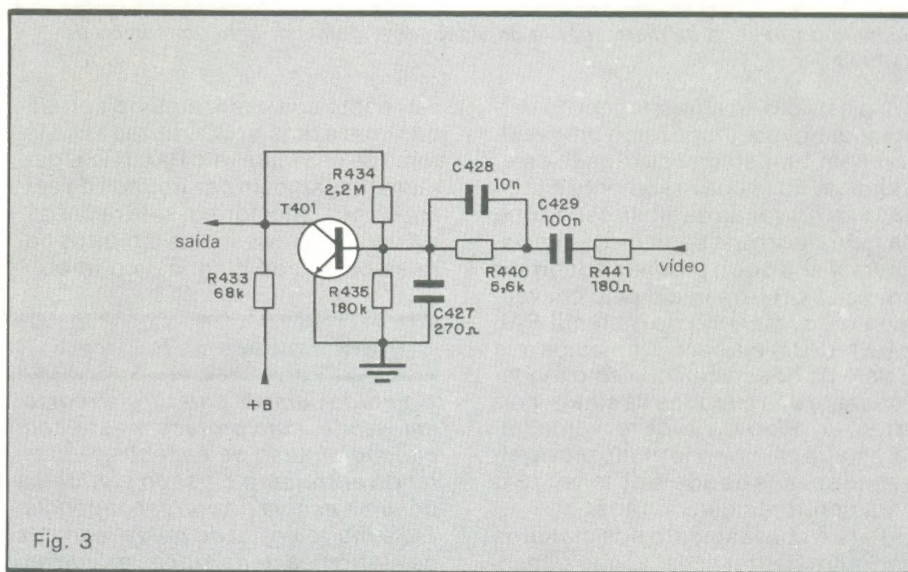 R434
2,2M
T401
saída
R433
68k
+B
R435
180k
C427
270Ω
C428
10n
R440
5,6k
C429
100n
R441
180Ω
vídeo
Fig. 3